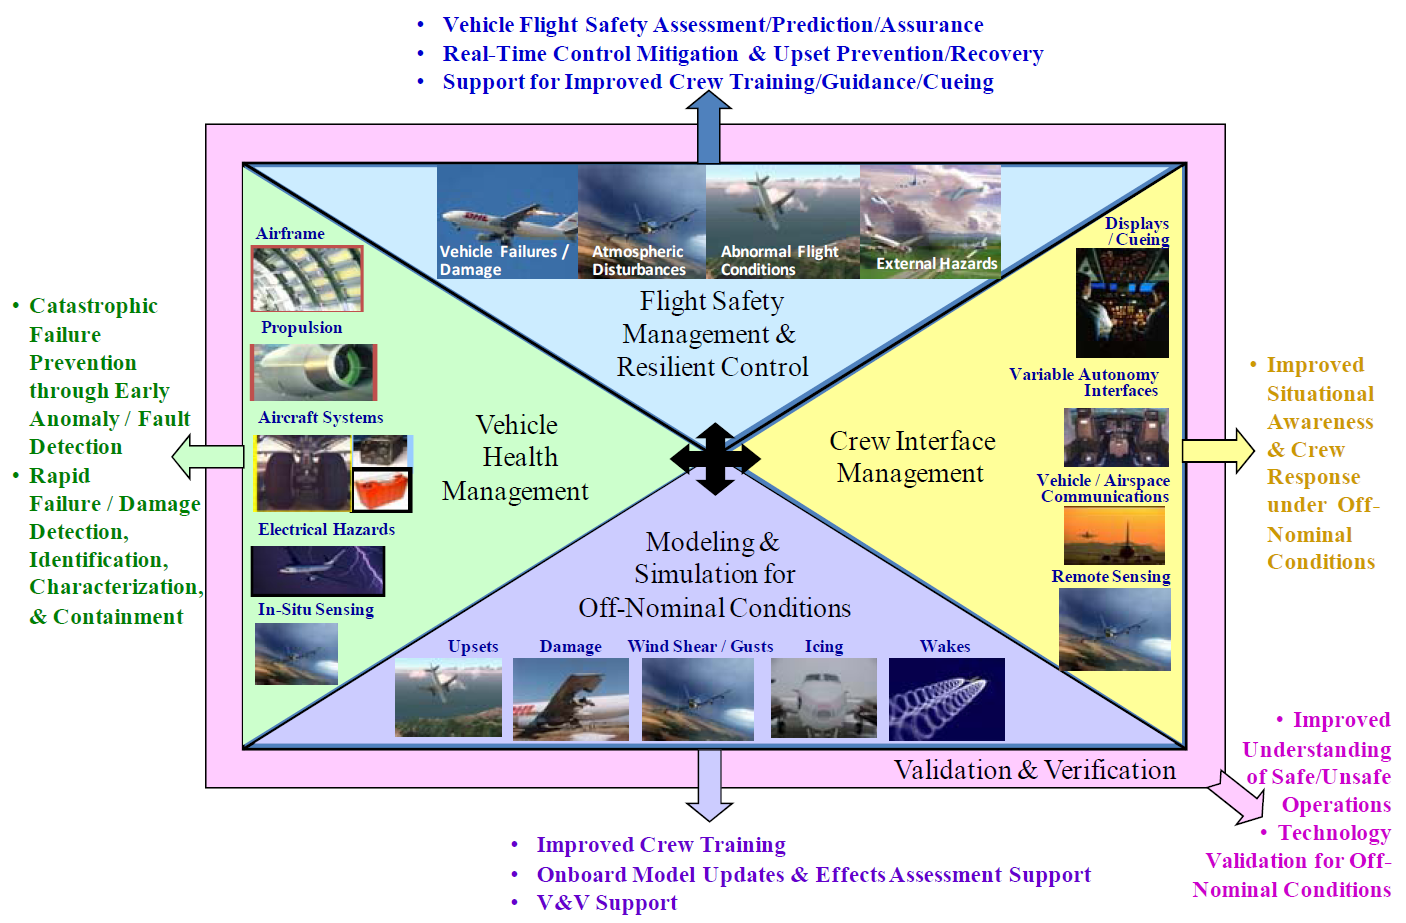 • Vehicle Flight Safety Assessment/Prediction/Assurance
• Real-Time Control Mitigation & Upset Prevention/Recovery
• Support for Improved Crew Training/Guidance/Cueing
Vehicle Failures /
Damage
Atmospheric
Disturbances
Abnormal Flight
Conditions
External Hazards
Flight Safety
Management &
Resilient Control
Airframe
Propulsion
Aircraft Systems
Electrical Hazards
In-Situ Sensing
Vehicle
Health
Management
• Catastrophic
Failure
Prevention
through Early
Anomaly / Fault
Detection
• Rapid
Failure / Damage
Detection,
Identification,
Characterization,
& Containment
Displays
/ Cueing
Variable Autonomy
Interfaces
Vehicle / Airspace
Communications
Remote Sensing
Crew Interface
Management
• Improved
Situational
Awareness
& Crew
Response
under Off-
Nominal
Conditions
Modeling &
Simulation for
Off-Nominal Conditions
Upsets
Damage
Wind Shear / Gusts
Icing
Wakes
Validation & Verification
• Improved
Understanding
of Safe/Unsafe
Operations
• Technology
Validation for Off-
Nominal Conditions
• Improved Crew Training
• Onboard Model Updates & Effects Assessment Support
• V&V Support